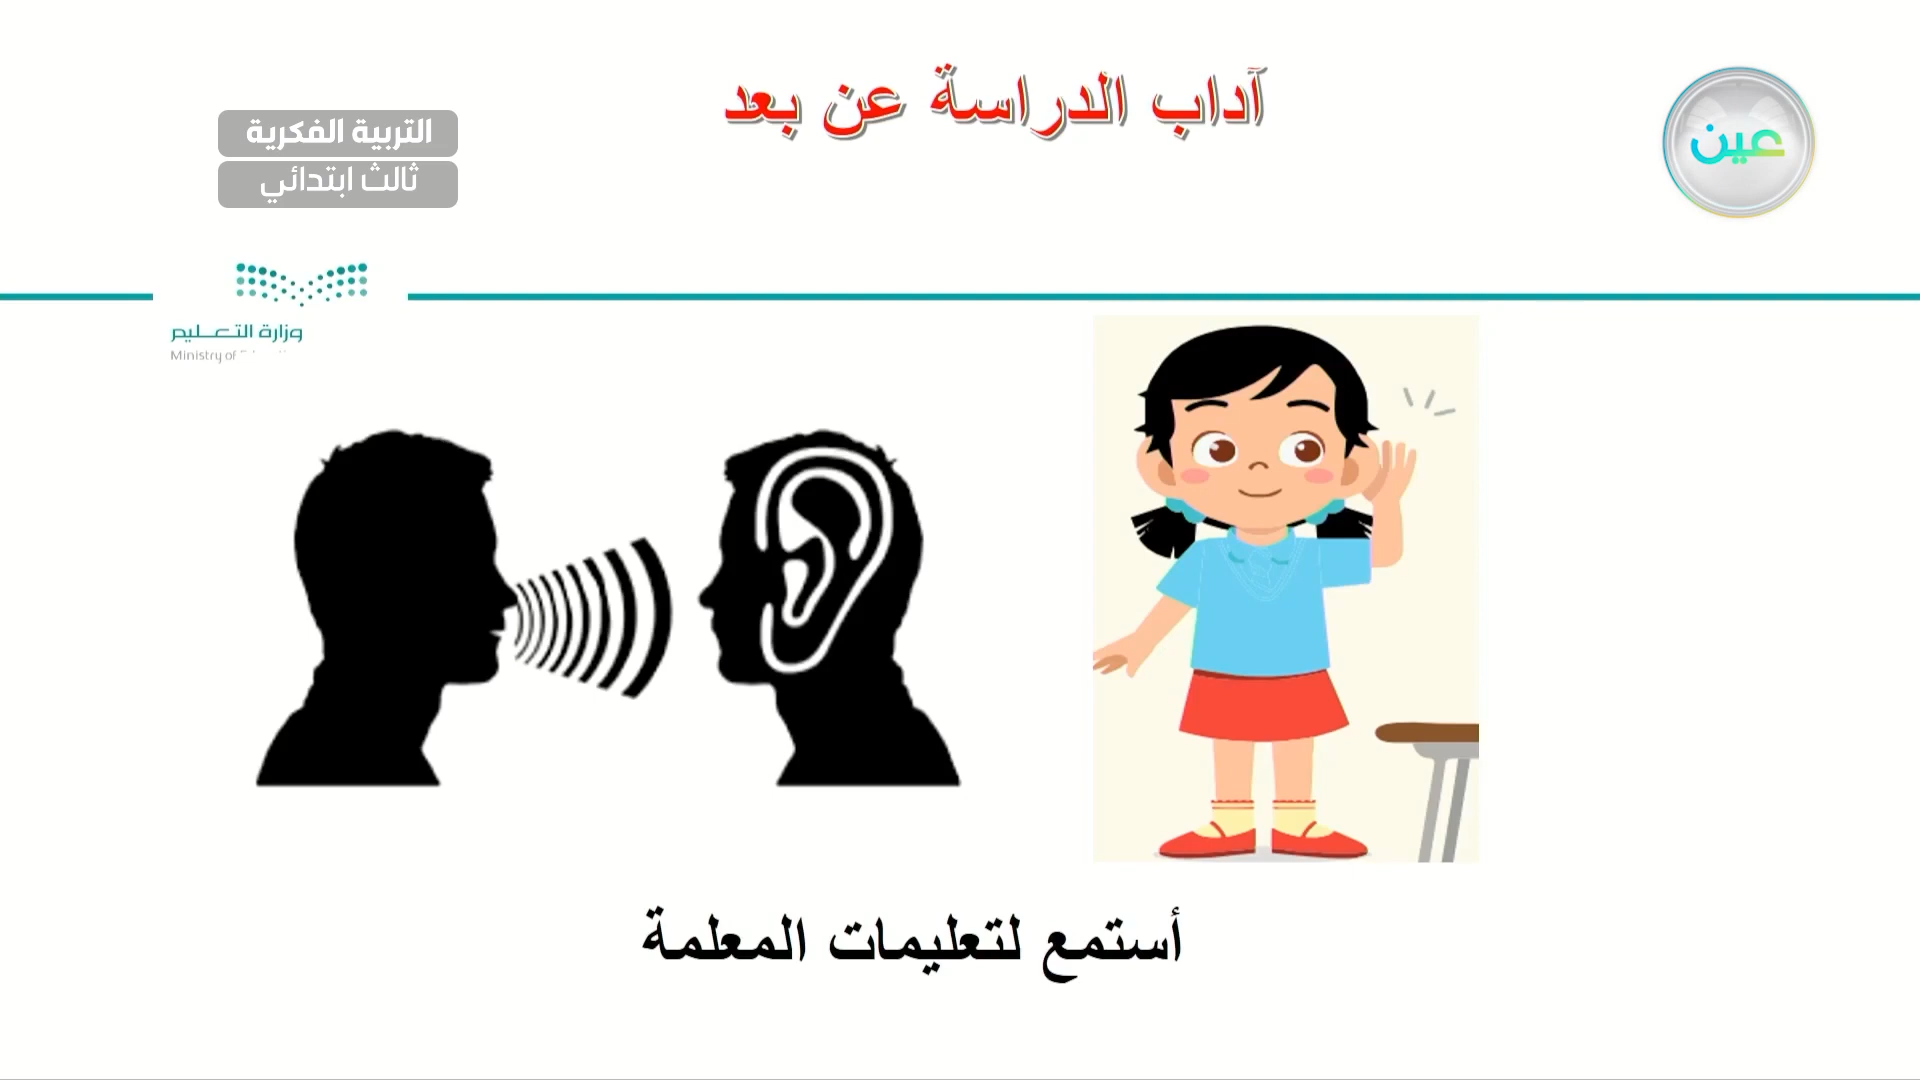 آداب الدراسة عن بعد
عين
التربية الفكرية
ثالث ابتدائي
وزارة التعليم
Ministry of
أستمع لتعليمات المعلمة